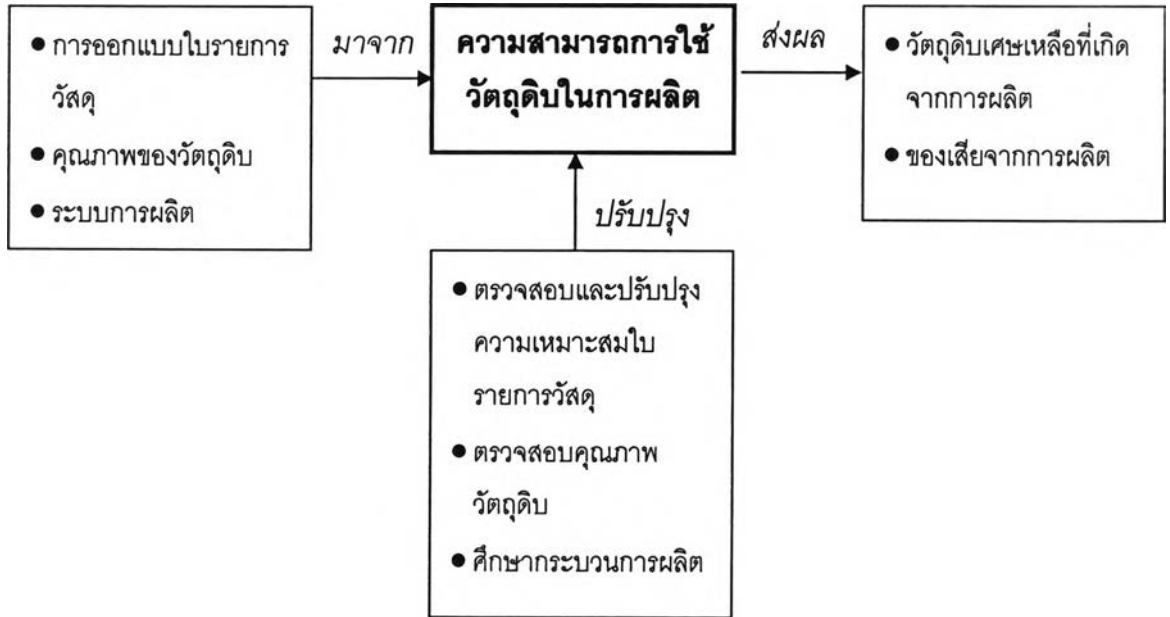 ● การออกแบบใบรายการ
วัสดุ
● คุณภาพของวัตถุดิบ
● ระบบการผลิต
มาจาก
ความสามารถการใช้
วัตถุดิบในการผลิต
ส่งผล
● วัตถุดิบเศษเหลือที่เกิด
จากการผลิต
● ของเสียจากการผลิต
ปรับปรุง
● ตรวจสอบและปรับปรุง
ความเหมาะสมใบ
รายการวัสดุ
● ตรวจสอบคุณภาพ
วัตถุดิบ
● ศึกษากระบวนการผลิต